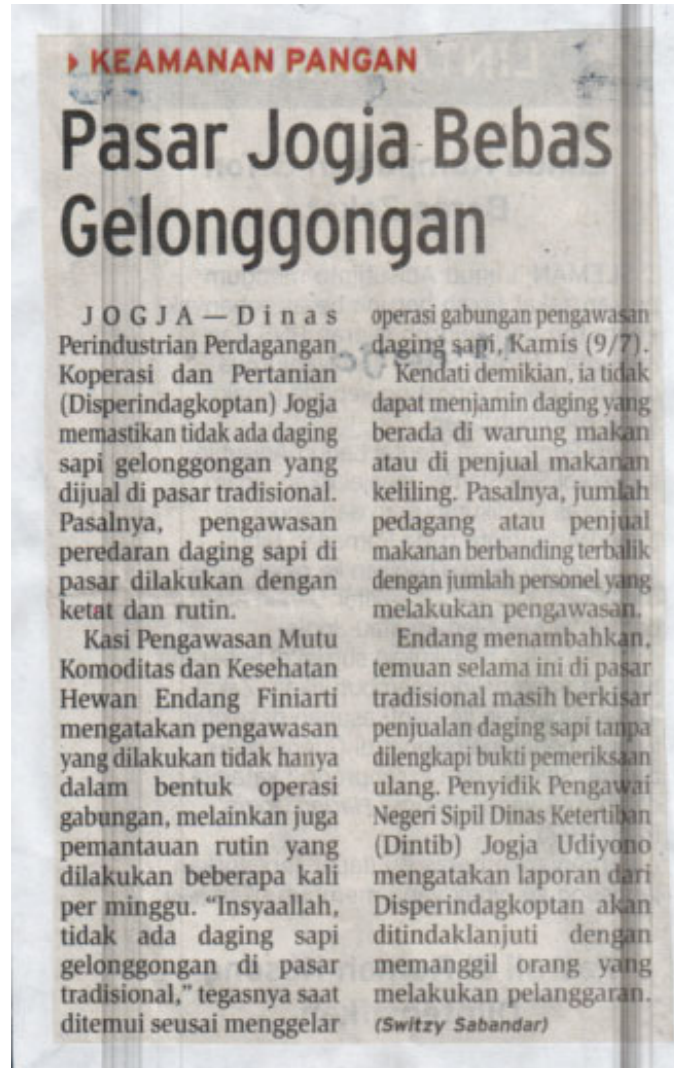 KEAMANAN PANGAN
Pasar Jogja Bebas
Gelonggongan
JOGJA—Dinas
Perindustrian Perdagangan
Koperasi dan Pertanian
(Disperindagkoptan) Jogja
memastikan tidak ada daging
sapi gelonggongan yang
dijual di pasar tradisional.
Pasalnya, pengawasan
peredaran daging sapi di
pasar dilakukan dengan
ketat dan rutin.
Kasi Pengawasan Mutu
Komoditas dan Kesehatan
Hewan Endang Finiarti
mengatakan pengawasan
yang dilakukan tidak hanya
dalam bentuk operasi
gabungan, melainkan juga
pemantauan rutin yang
dilakukan beberapa kali
per minggu. “Insyaallah,
tidak ada daging sapi
gelonggongan di pasar
tradisional,” tegasnya saat
ditemui seusai menggelar
operasi gabungan pengawasan
daging sapi, Kamis (9/7).
Kendati demikian, ia tidak
dapat menjamin daging yang
berada di warung makan
atau di penjual makanan
keliling. Pasalnya, jumlah
pedagang atau penjual
makanan berbanding terbalik
dengan jumlah personel yang
melakukan pengawasan.
Endang menambahkan,
temuan selama ini di pasar
tradisional masih berkisar
penjualan daging sapi tanpa
dilengkapi bukti pemeriksaan
ulang. Penyidik Pengawai
Negeri Sipil Dinas Ketertiban
(Dintib) Jogja Udiyono
mengatakan laporan dari
Disperindagkoptan akan
ditindaklanjuti dengan
memanggil orang yang
melakukan pelanggaran.
(Switzy Sabandar)